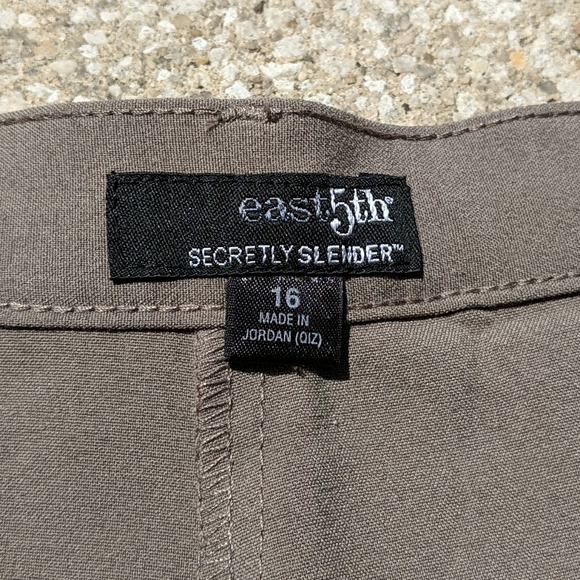 east5th®
SECRETLY SLENDER™
16
MADE IN
JORDAN (QIZ)